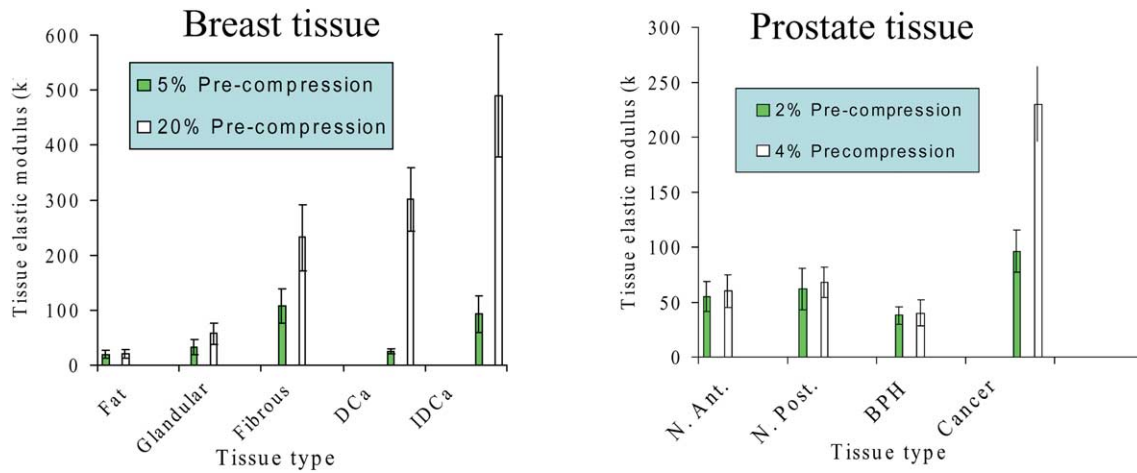 Breast tissue
Tissue elastic modulus (k
600
500
400
300
200
100
0
5% Pre-compression
20% Pre-compression
Fat
Glandular
Fibrous
DCa
IDCa
Tissue type
Prostate tissue
Tissue elastic modulus (k
300
250
200
150
100
50
0
2% Pre-compression
4% Precompression
N. Ant.
N. Post.
BPH
Cancer
Tissue type